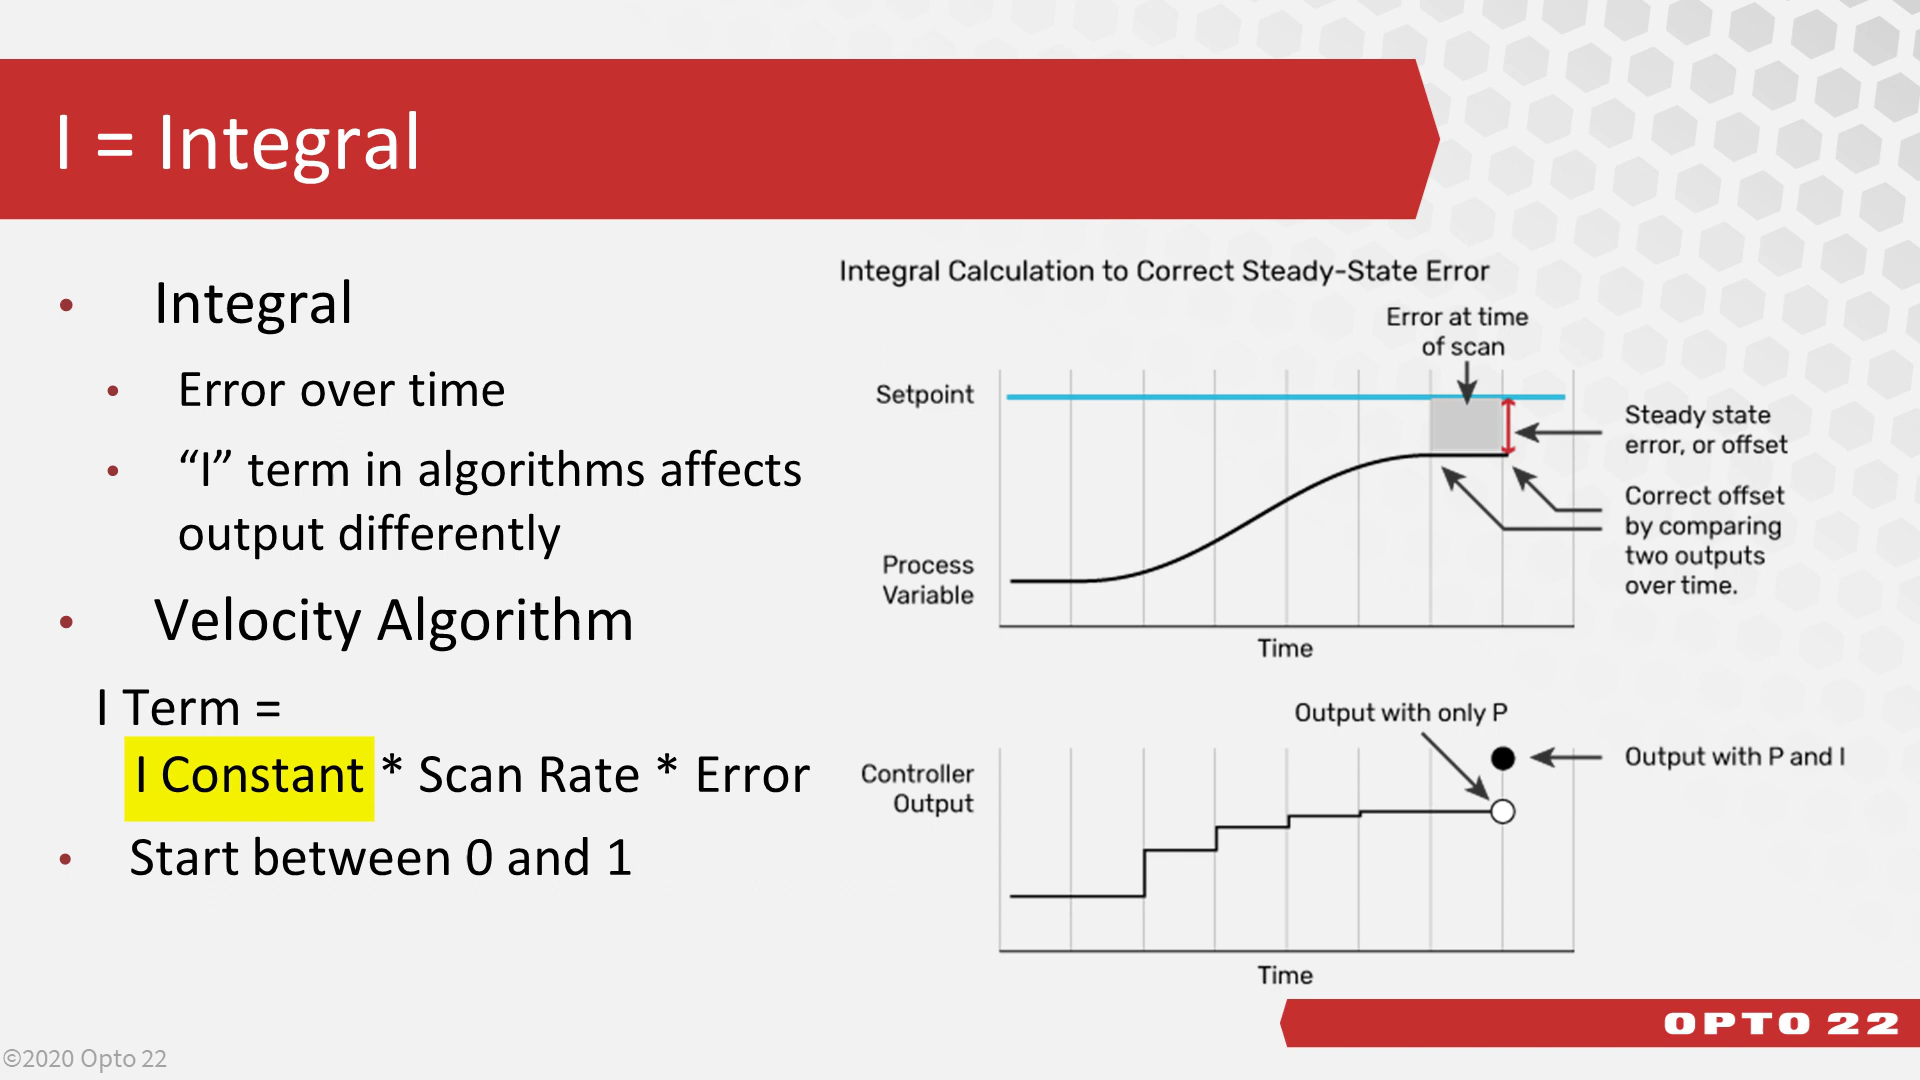 I = Integral
• Integral
• Error over time
• “I” term in algorithms affects
output differently
• Velocity Algorithm
I Term =
I Constant * Scan Rate * Error
• Start between 0 and 1
Integral Calculation to Correct Steady-State Error
Error at time
of scan
Setpoint
Steady state
error, or offset
Correct offset
by comparing
two outputs
over time.
Process
Variable
Time
Output with only P
Output with P and I
Controller
Output
Time
OPTO 22
©2020 Opto 22